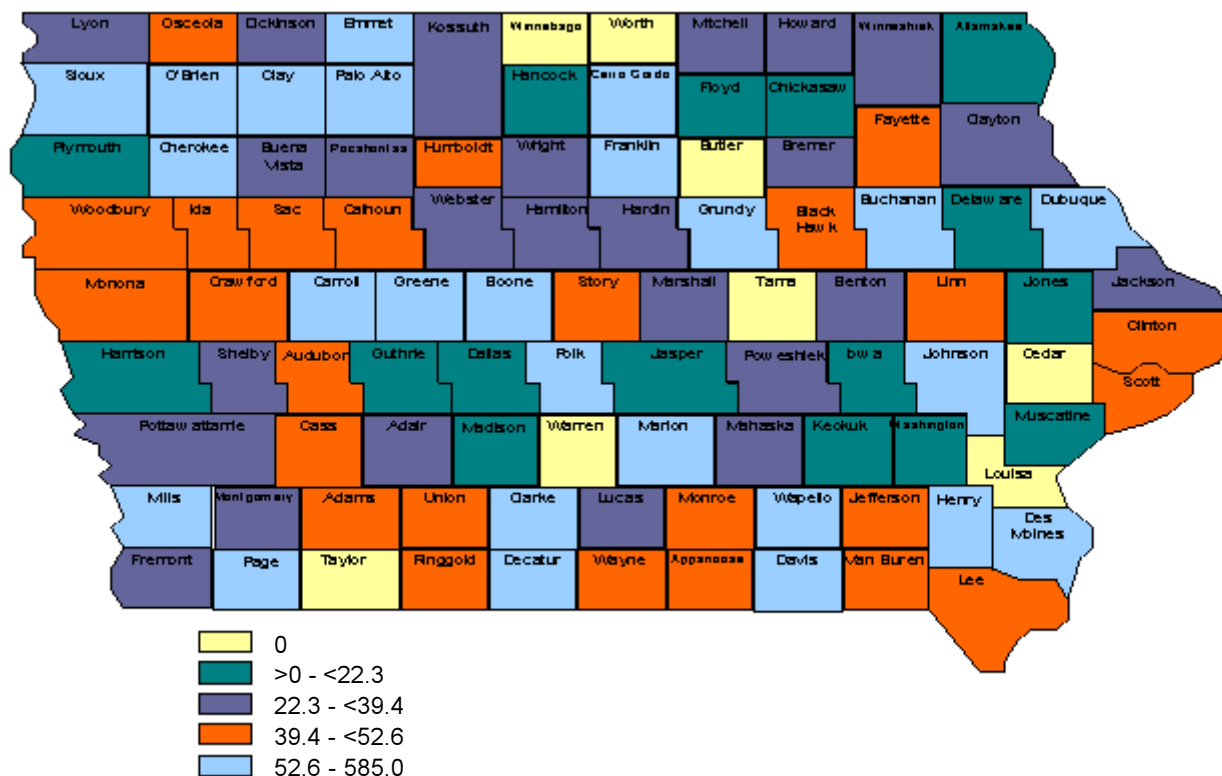 Lyon Osceola Dickinson Emmet Kossuth Winnebago Worth Mitchell Howard Winneshiek Allamakee
Sioux O'Brien Clay Palo Alto Hancock Cerro Gordo Floyd Chickasaw
Fayette Clayton
Plymouth Cherokee Buena Vista Pocahontas Humboldt Wright Franklin Butler Bremer
Woodbury Ida Sac Calhoun Webster Hamilton Hardin Grundy Black Hawk Buchanan Delaware Dubuque
Monona Crawford Carroll Greene Boone Story Marshall Tama Benton Linn Jones Jackson
Clinton
Harrison Shelby Audubon Guthrie Dallas Polk Jasper Poweshiek Iowa Johnson Cedar
Scott
Pottawattamie Cass Adair Madison Warren Marion Mahaska Keokuk Washington Muscatine
Louisa
Mills Montgomery Adams Union Clarke Lucas Monroe Wapello Jefferson Henry
Des Moines
Fremont Page Taylor Ringgold Decatur Wayne Appanoose Davis Van Buren Lee
0
>0 - <22.3
22.3 - <39.4
39.4 - <52.6
52.6 - 585.0